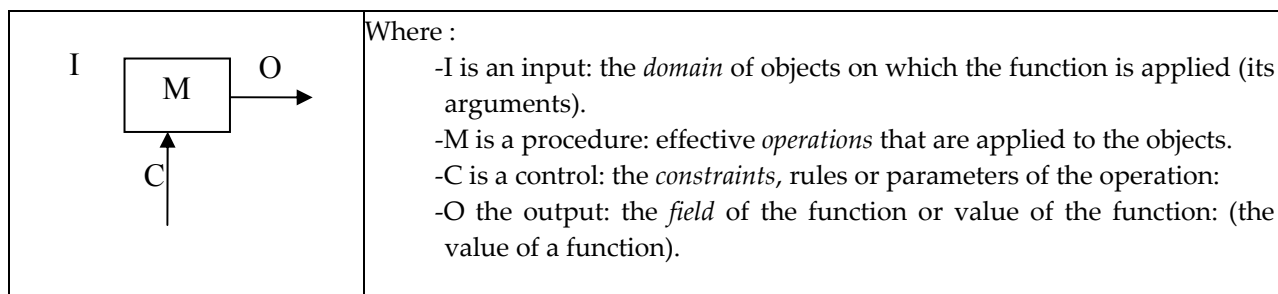 I
M
O
C
Where :
-I is an input: the domain of objects on which the function is applied (its
arguments).
-M is a procedure: effective operations that are applied to the objects.
-C is a control: the constraints, rules or parameters of the operation:
-O the output: the field of the function or value of the function: (the
value of a function).